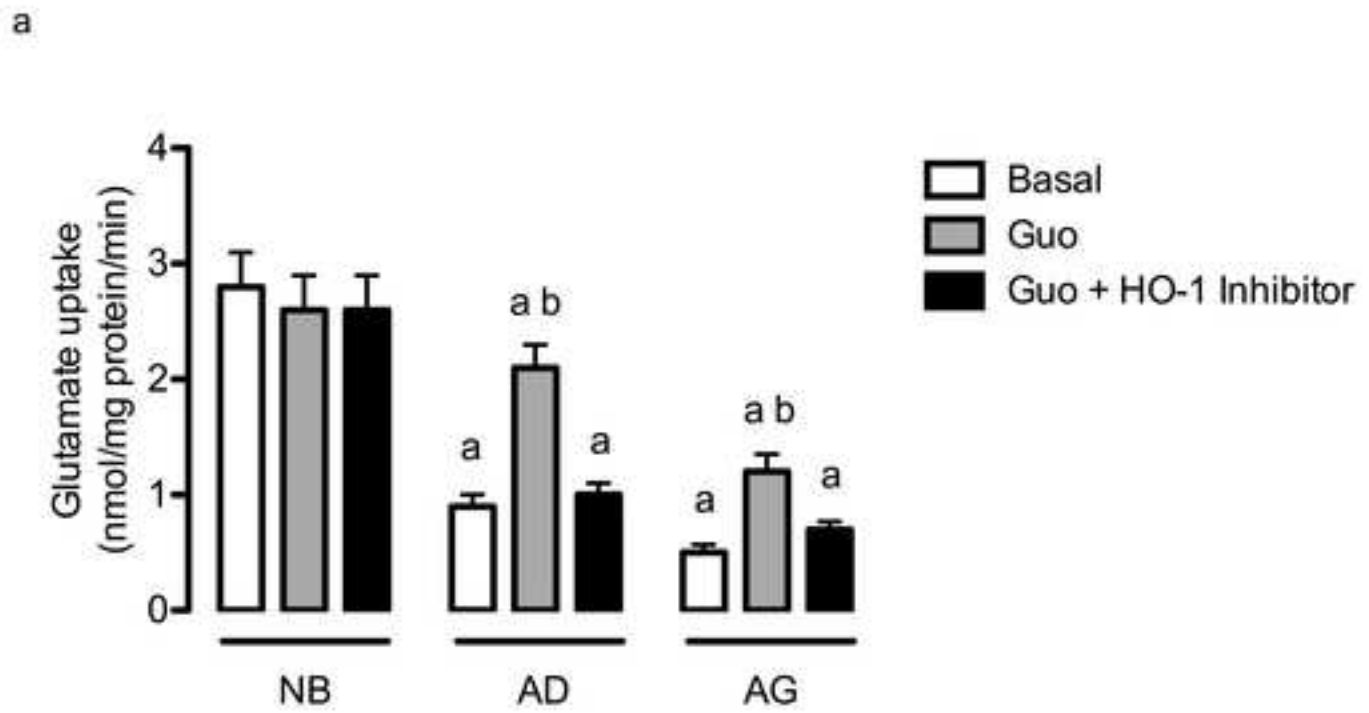 a
4
3
2
1
0
Glutamate uptake
(nmol/mg protein/min)
a
a b
a
a
a b
a
NB
AD
AG
Basal
Guo
Guo + HO-1 Inhibitor